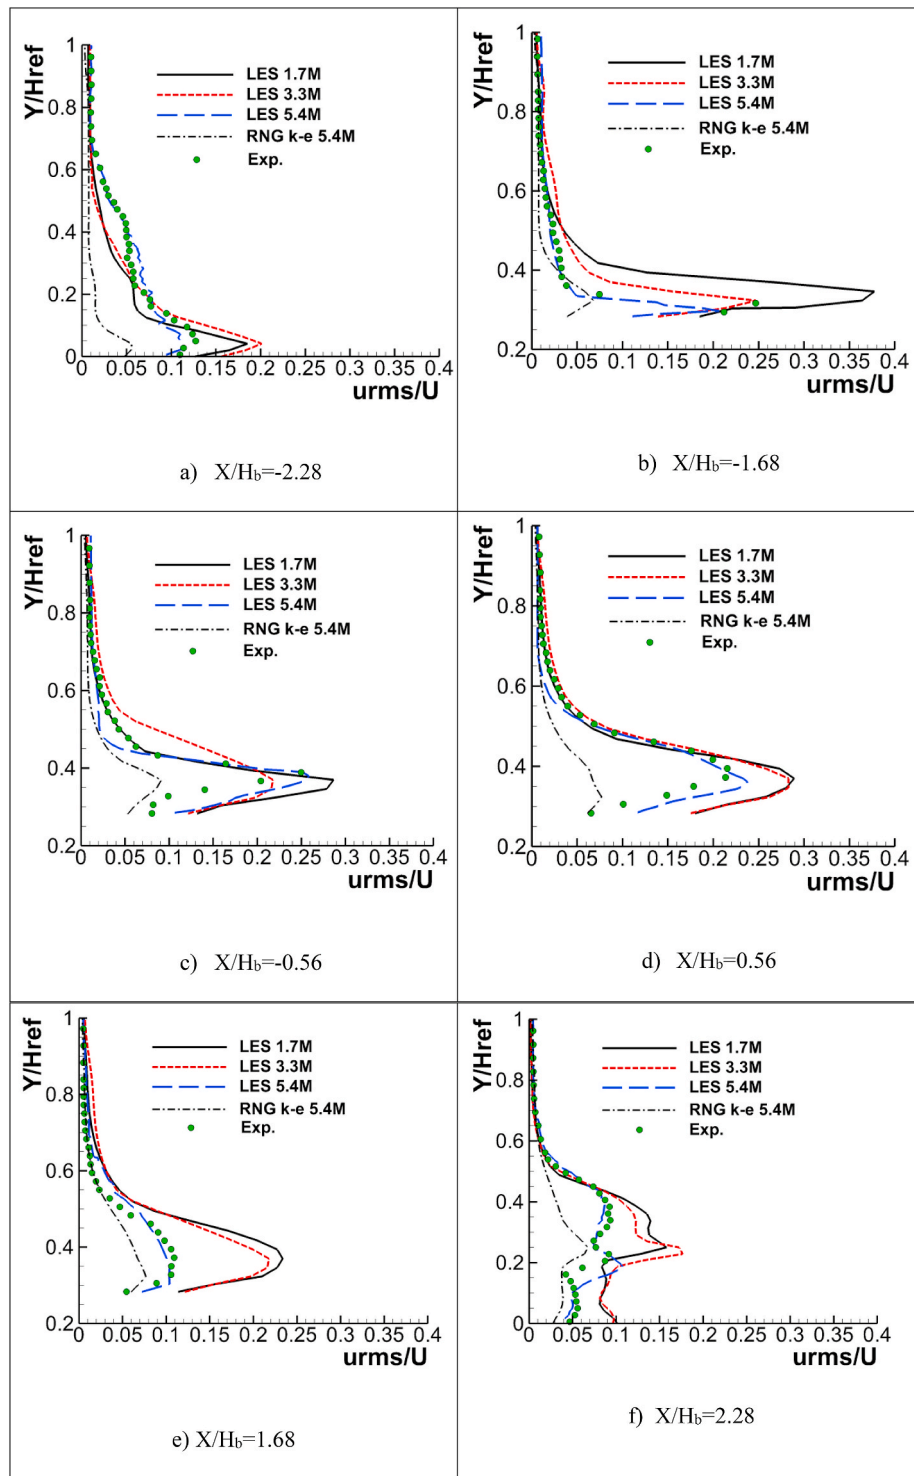 Y/Href
1
0.8
0.6
0.4
0.2
0
LES 1.7M
LES 3.3M
LES 5.4M
RNG k-e 5.4M
Exp.
0 0.05 0.1 0.15 0.2 0.25 0.3 0.35 0.4
urms/U
a) X/Hb=-2.28
Y/Href
1
0.8
0.6
0.4
0.2
LES 1.7M
LES 3.3M
LES 5.4M
RNG k-e 5.4M
Exp.
0 0.05 0.1 0.15 0.2 0.25 0.3 0.35 0.4
urms/U
b) X/Hb=-1.68
Y/Href
1
0.8
0.6
0.4
0.2
LES 1.7M
LES 3.3M
LES 5.4M
RNG k-e 5.4M
Exp.
0 0.05 0.1 0.15 0.2 0.25 0.3 0.35 0.4
urms/U
c) X/Hb=-0.56
Y/Href
1
0.8
0.6
0.4
0.2
LES 1.7M
LES 3.3M
LES 5.4M
RNG k-e 5.4M
Exp.
0 0.05 0.1 0.15 0.2 0.25 0.3 0.35 0.4
urms/U
d) X/Hb=0.56
Y/Href
1
0.8
0.6
0.4
0.2
LES 1.7M
LES 3.3M
LES 5.4M
RNG k-e 5.4M
Exp.
0 0.05 0.1 0.15 0.2 0.25 0.3 0.35 0.4
urms/U
e) X/Hb=1.68
Y/Href
1
0.8
0.6
0.4
0.2
0
LES 1.7M
LES 3.3M
LES 5.4M
RNG k-e 5.4M
Exp.
0 0.05 0.1 0.15 0.2 0.25 0.3 0.35 0.4
urms/U
f) X/Hb=2.28